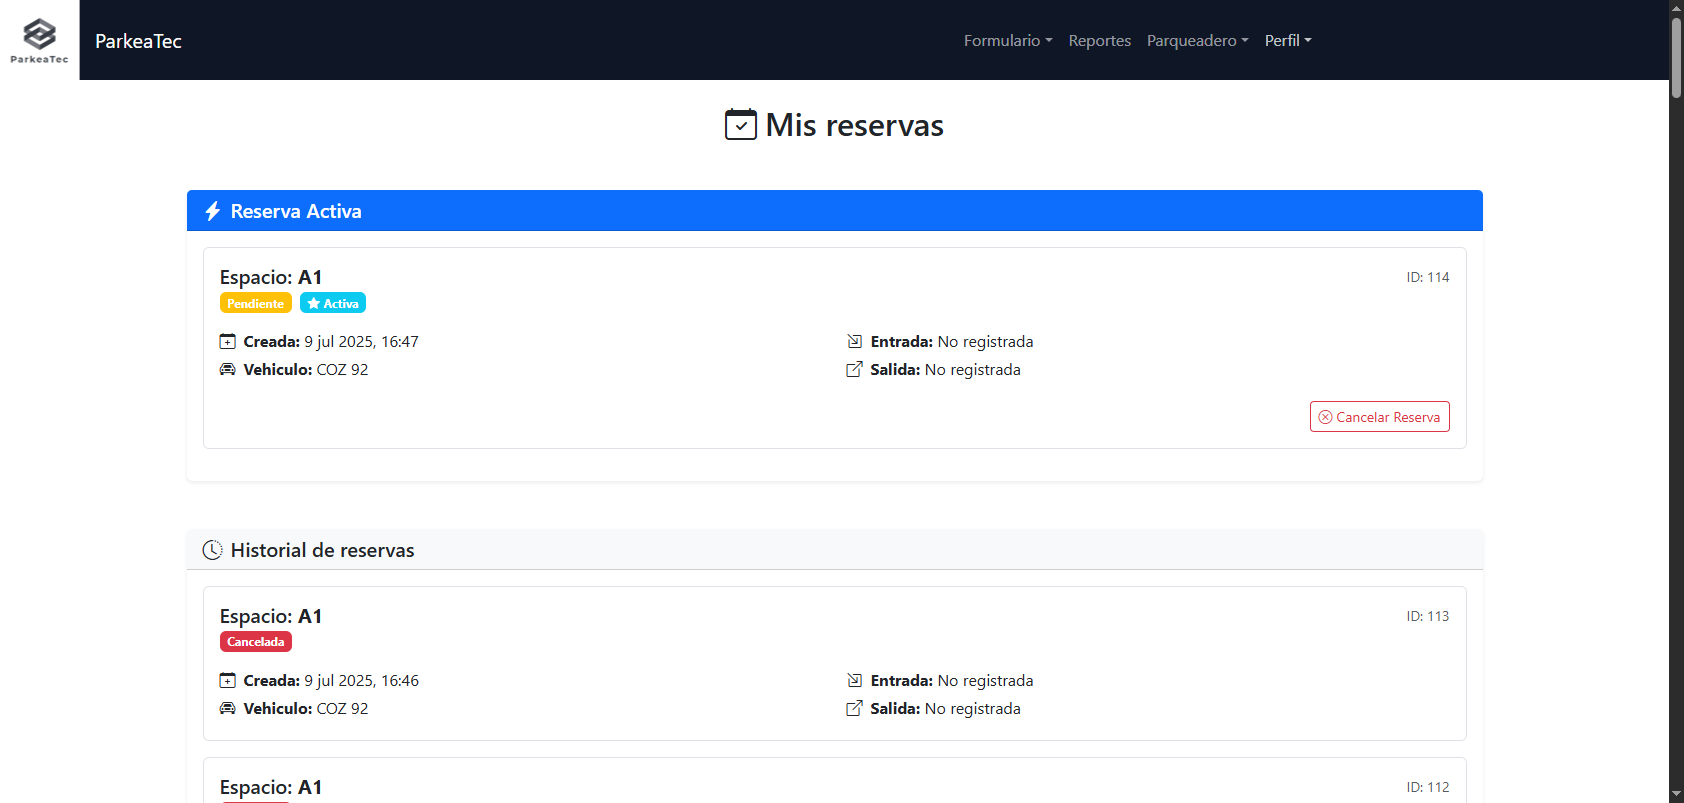 ParkeaTec
ParkeaTec
Formulario Reportes Parqueadero Perfil
Mis reservas
Reserva Activa
Espacio: A1
ID: 114
Pendiente Activa
Creada: 9 jul 2025, 16:47
Entrada: No registrada
Vehiculo: COZ 92
Salida: No registrada
Cancelar Reserva
Historial de reservas
Espacio: A1
ID: 113
Cancelada
Creada: 9 jul 2025, 16:46
Entrada: No registrada
Vehiculo: COZ 92
Salida: No registrada
Espacio: A1
ID: 112